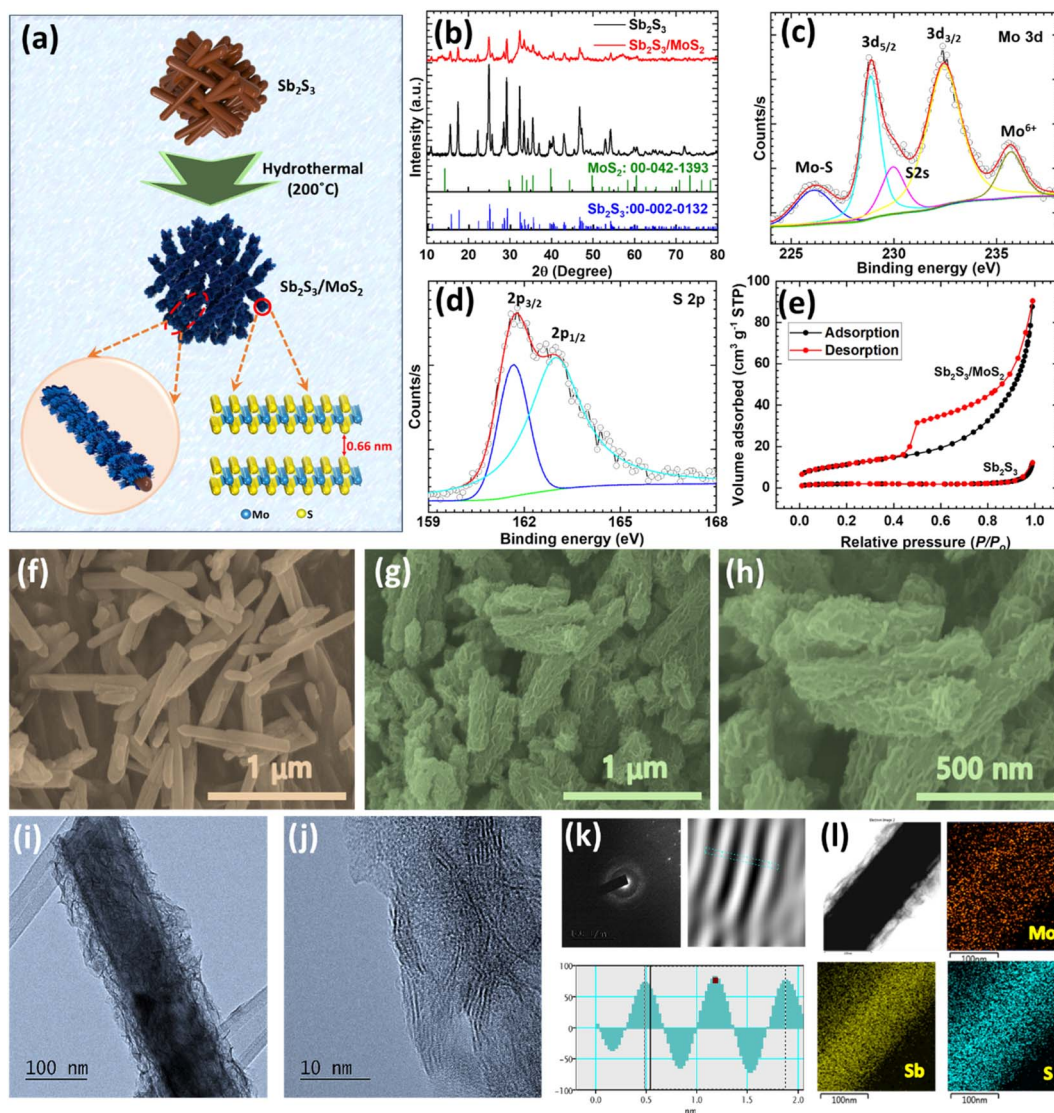 (a)
Sb₂S₃
Hydrothermal
(200°C)
Sb₂S₃/MoS₂
0.66 nm
Mo
S
(b)
Sb₂S₃
Sb₂S₃/MoS₂
MoS₂: 00-042-1393
Sb₂S₃:00-002-0132
Intensity (a.u.)
10 20 30 40 50 60 70 80
2θ (Degree)
(c)
Mo 3d
3d₅/₂
3d₃/₂
Mo⁶⁺
Mo-S
S2s
Counts/s
225 230 235
Binding energy (eV)
(d)
S 2p
2p₃/₂
2p₁/₂
Counts/s
159 162 165 168
Binding energy (eV)
(e)
Adsorption
Desorption
Sb₂S₃/MoS₂
Sb₂S₃
Volume adsorbed (cm³ g⁻¹ STP)
100
80
60
40
20
0
0.0 0.2 0.4 0.6 0.8 1.0
Relative pressure (P/Pₒ)
(f)
1 μm
(g)
1 μm
(h)
500 nm
(i)
100 nm
(j)
10 nm
(k)
100
50
0
-50
-100
0.0 0.5 1.0 1.5 2.0
nm
(l)
Mo
100nm
Sb
100nm
S
100nm